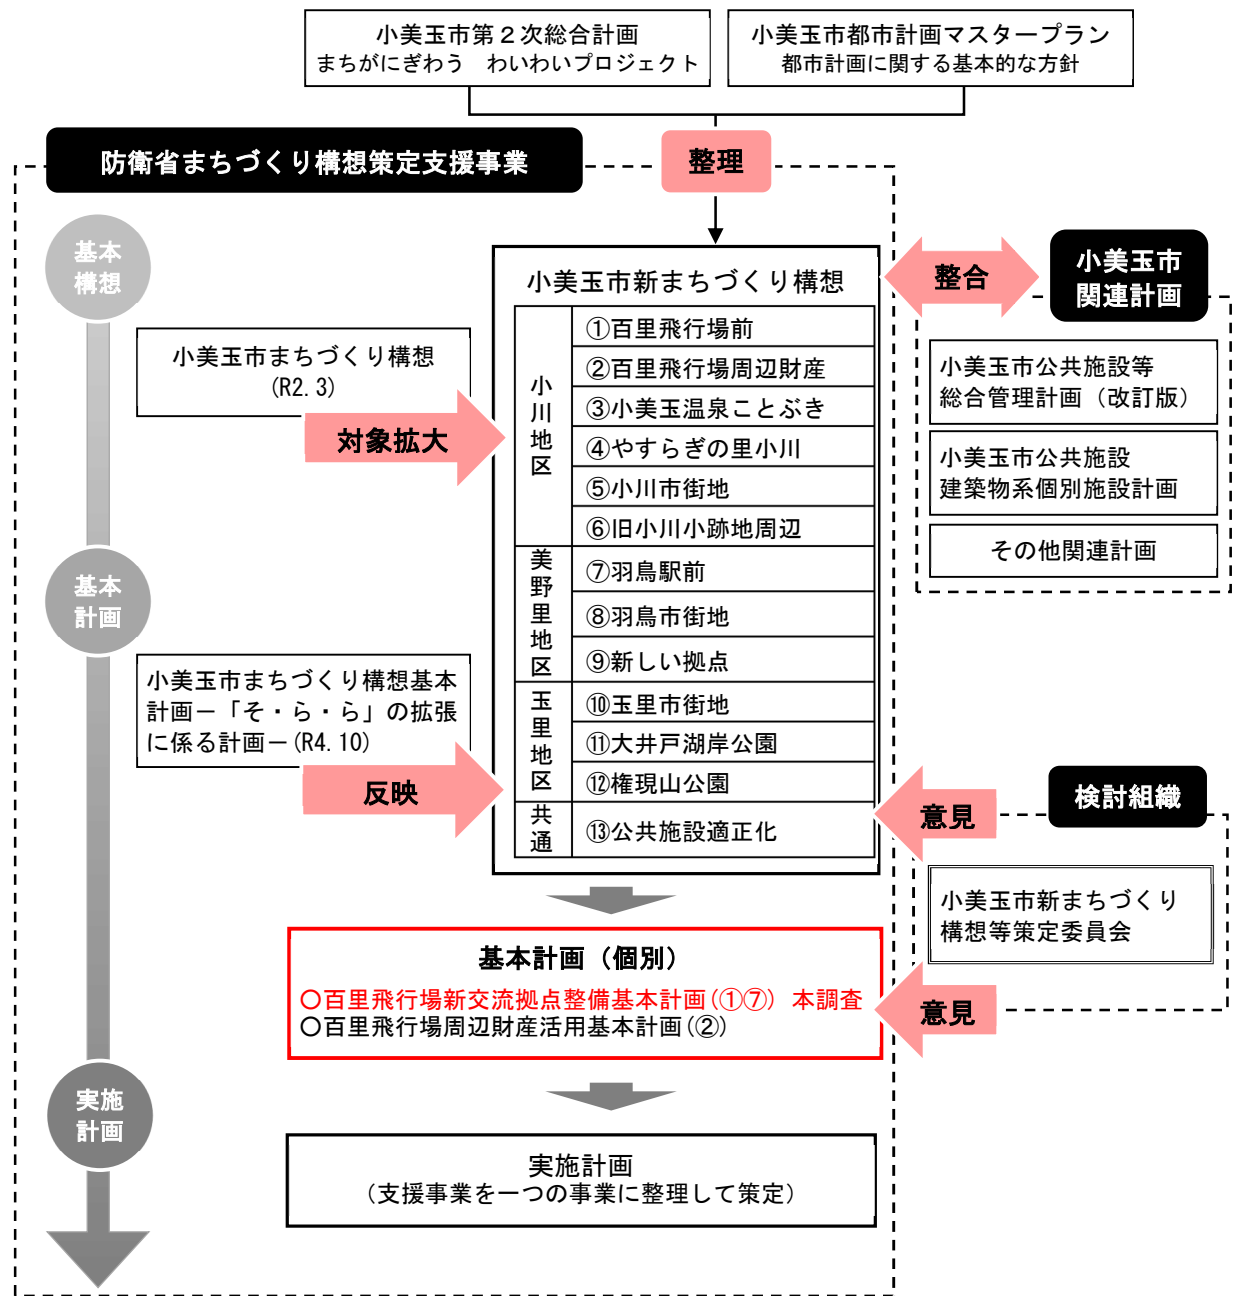 小美玉市第２次総合計画
まちがにぎわう　わいわいプロジェクト
小美玉市都市計画マスタープラン
都市計画に関する基本的な方針
防衛省まちづくり構想策定支援事業
整理
基本
構想
小美玉市新まちづくり構想
整合
小美玉市
関連計画
小美玉市まちづくり構想
(R2.3)
対象拡大
小川地区
①百里飛行場前
②百里飛行場周辺財産
③小美玉温泉ことぶき
④やすらぎの里小川
⑤小川市街地
⑥旧小川小跡地周辺
美野里地区
⑦羽鳥駅前
⑧羽鳥市街地
⑨新しい拠点
玉里地区
⑩玉里市街地
⑪大井戸湖岸公園
⑫権現山公園
共通
⑬公共施設適正化
小美玉市公共施設等
総合管理計画（改訂版）
小美玉市公共施設
建築物系個別施設計画
その他関連計画
基本
計画
小美玉市まちづくり構想基本
計画－「そ・ら・ら」の拡張
に係る計画－(R4.10)
反映
意見
検討組織
小美玉市新まちづくり
構想等策定委員会
意見
基本計画（個別）
○百里飛行場新交流拠点整備基本計画(①⑦) 本調査
○百里飛行場周辺財産活用基本計画(②)
実施
計画
実施計画
（支援事業を一つの事業に整理して策定）